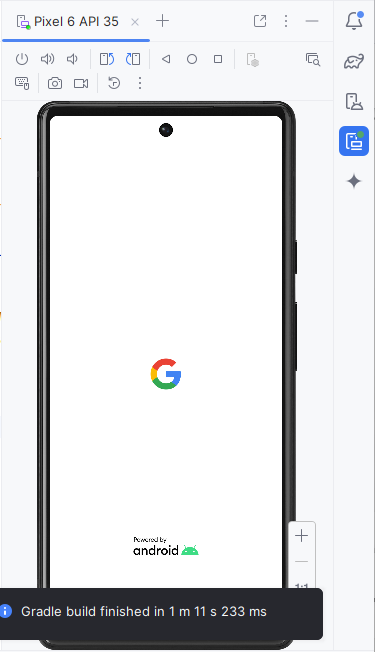 Pixel 6 API 35
Powered by
android
1:1
Gradle build finished in 1 m 11 s 233 ms